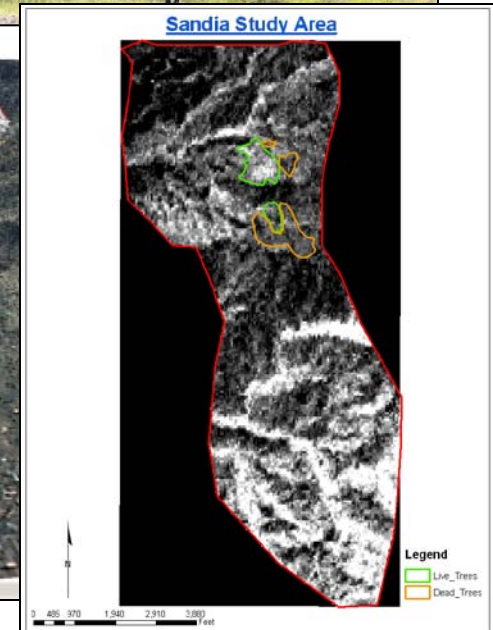 Sandia Study Area
N
Legend
Live_Trees
Dead_Trees
0 485 970 1,940 2,910 3,880
Feet